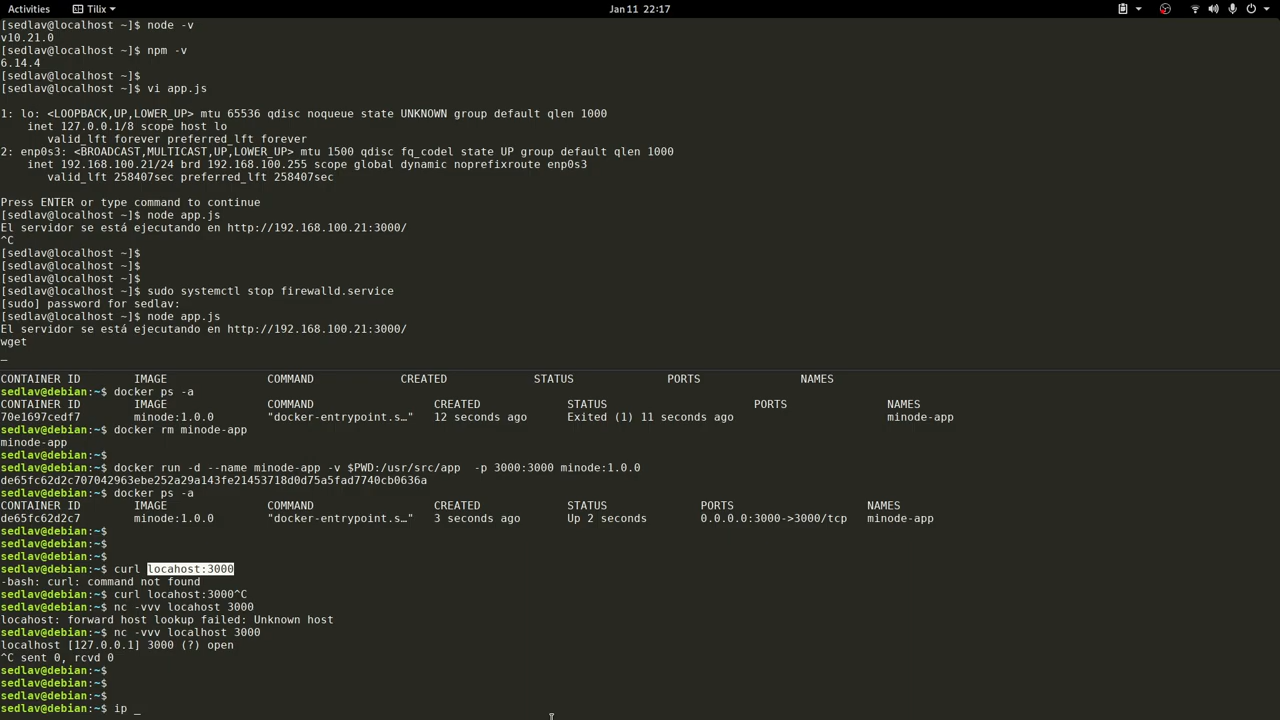 Activities Tilix Jan 11 22:17
[sedlav@localhost ~]$ node -v
v10.21.0
[sedlav@localhost ~]$ npm -v
6.14.4
[sedlav@localhost ~]$
[sedlav@localhost ~]$ vi app.js
1: lo: <LOOPBACK,UP,LOWER_UP> mtu 65536 qdisc noqueue state UNKNOWN group default qlen 1000
    inet 127.0.0.1/8 scope host lo
       valid_lft forever preferred_lft forever
2: enp0s3: <BROADCAST,MULTICAST,UP,LOWER_UP> mtu 1500 qdisc fq_codel state UP group default qlen 1000
    inet 192.168.100.21/24 brd 192.168.100.255 scope global dynamic noprefixroute enp0s3
       valid_lft 258407sec preferred_lft 258407sec
Press ENTER or type command to continue
[sedlav@localhost ~]$ node app.js
El servidor se está ejecutando en http://192.168.100.21:3000/
^C
[sedlav@localhost ~]$
[sedlav@localhost ~]$
[sedlav@localhost ~]$
[sedlav@localhost ~]$ sudo systemctl stop firewalld.service
[sudo] password for sedlav:
[sedlav@localhost ~]$ node app.js
El servidor se está ejecutando en http://192.168.100.21:3000/
wget
_
CONTAINER ID        IMAGE               COMMAND             CREATED             STATUS              PORTS               NAMES
sedlav@debian:~$ docker ps -a
CONTAINER ID        IMAGE               COMMAND                  CREATED             STATUS                      PORTS               NAMES
70e1697cedf7        minode:1.0.0        "docker-entrypoint.s…"   12 seconds ago      Exited (1) 11 seconds ago                       minode-app
sedlav@debian:~$ docker rm minode-app
minode-app
sedlav@debian:~$
sedlav@debian:~$ docker run -d --name minode-app -v $PWD:/usr/src/app  -p 3000:3000 minode:1.0.0
de65fc62d2c707042963ebe252a29a143fe21453718d0d75a5fad7740cb0636a
sedlav@debian:~$ docker ps -a
CONTAINER ID        IMAGE               COMMAND                  CREATED             STATUS              PORTS                    NAMES
de65fc62d2c7        minode:1.0.0        "docker-entrypoint.s…"   3 seconds ago       Up 2 seconds        0.0.0.0:3000->3000/tcp   minode-app
sedlav@debian:~$
sedlav@debian:~$
sedlav@debian:~$
sedlav@debian:~$ curl locahost:3000
-bash: curl: command not found
sedlav@debian:~$ curl locahost:3000^C
sedlav@debian:~$ nc -vvv locahost 3000
locahost: forward host lookup failed: Unknown host
sedlav@debian:~$ nc -vvv localhost 3000
localhost [127.0.0.1] 3000 (?) open
^C sent 0, rcvd 0
sedlav@debian:~$
sedlav@debian:~$
sedlav@debian:~$
sedlav@debian:~$ ip _